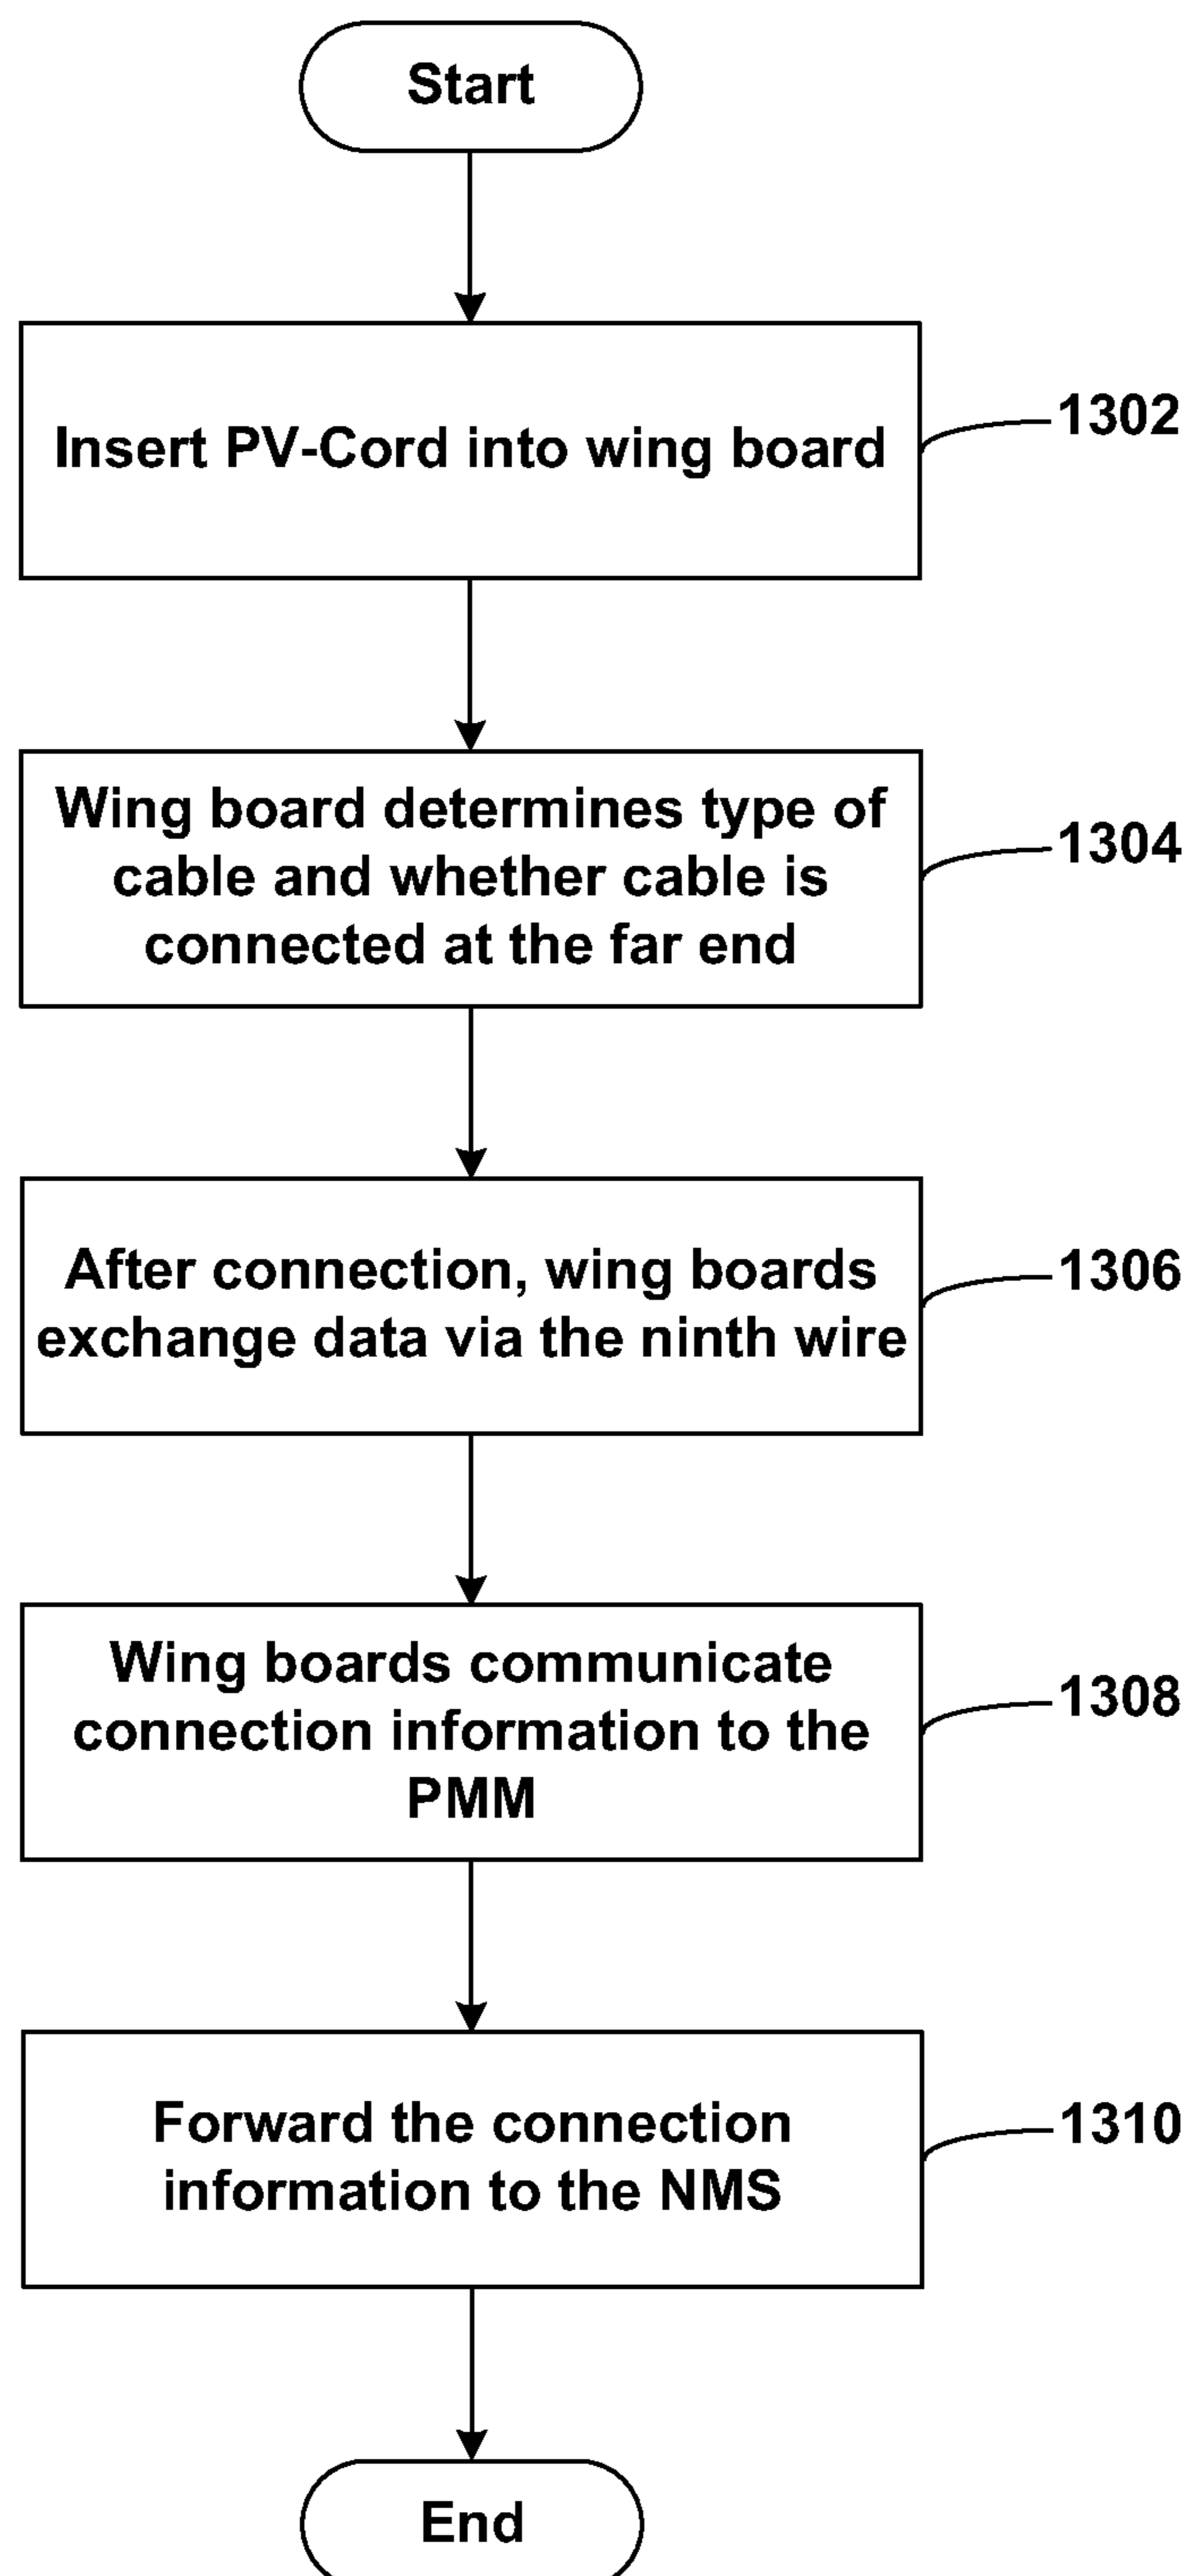 Start
Insert PV-Cord into wing board
1302
Wing board determines type of
cable and whether cable is
connected at the far end
1304
After connection, wing boards
exchange data via the ninth wire
1306
Wing boards communicate
connection information to the
PMM
1308
Forward the connection
information to the NMS
1310
End